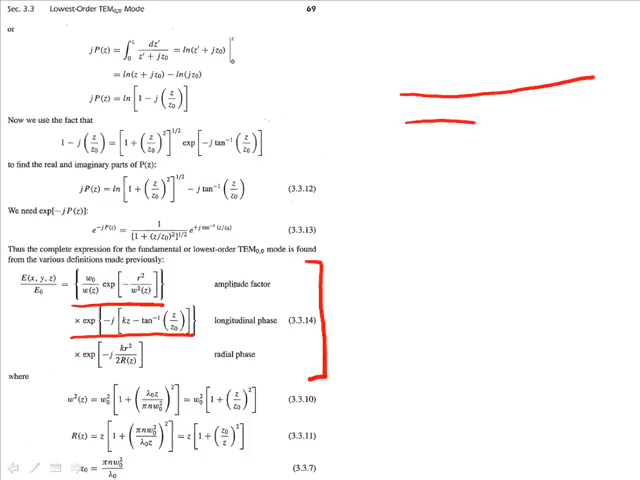 Sec. 3.3 Lowest-Order TEM₀,₀ Mode 69
or
jP(z) = ∫₀ᶻ dz′/(z′ + jz₀) = ln(z′ + jz₀) |₀ᶻ
= ln(z + jz₀) − ln(jz₀)
jP(z) = ln [1 − j (z/z₀)]
Now we use the fact that
1 − j (z/z₀) = [1 + (z/z₀)²]^1/2 exp [−j tan⁻¹ (z/z₀)]
to find the real and imaginary parts of P(z):
jP(z) = ln [1 + (z/z₀)²]^1/2 − j tan⁻¹ (z/z₀) (3.3.12)
We need exp[−jP(z)]:
e^−jP(z) = 1/[1 + (z/z₀)²]^1/2 e^+j tan⁻¹ (z/z₀) (3.3.13)
Thus the complete expression for the fundamental or lowest-order TEM₀,₀ mode is found
from the various definitions made previously:
E(x, y, z)/E₀ = { w₀/w(z) exp [−r²/w²(z)] } amplitude factor
× exp { −j [kz − tan⁻¹ (z/z₀)] } longitudinal phase (3.3.14)
× exp [−j kr²/2R(z)] radial phase
where
w²(z) = w₀² [1 + (λ₀z/πnw₀²)²] = w₀² [1 + (z/z₀)²] (3.3.10)
R(z) = z [1 + (πnw₀²/λ₀z)²] = z [1 + (z₀/z)²] (3.3.11)
z₀ = πnw₀²/λ₀ (3.3.7)